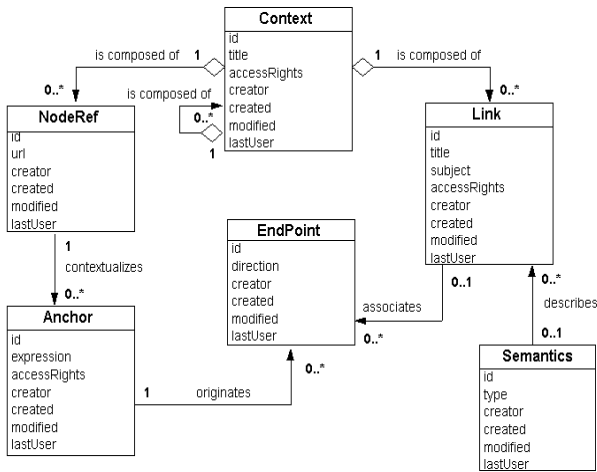 Context
id
title
accessRights
creator
created
modified
lastUser
is composed of
1
0..*
1
is composed of
0..*
is composed of
0..*
1
NodeRef
id
url
creator
created
modified
lastUser
Link
id
title
subject
accessRights
creator
created
modified
lastUser
1
contextualizes
0..*
EndPoint
id
direction
creator
created
modified
lastUser
0..1
associates
0..*
0..*
describes
0..1
Anchor
id
expression
accessRights
creator
created
modified
lastUser
1
originates
0..*
Semantics
id
type
creator
created
modified
lastUser